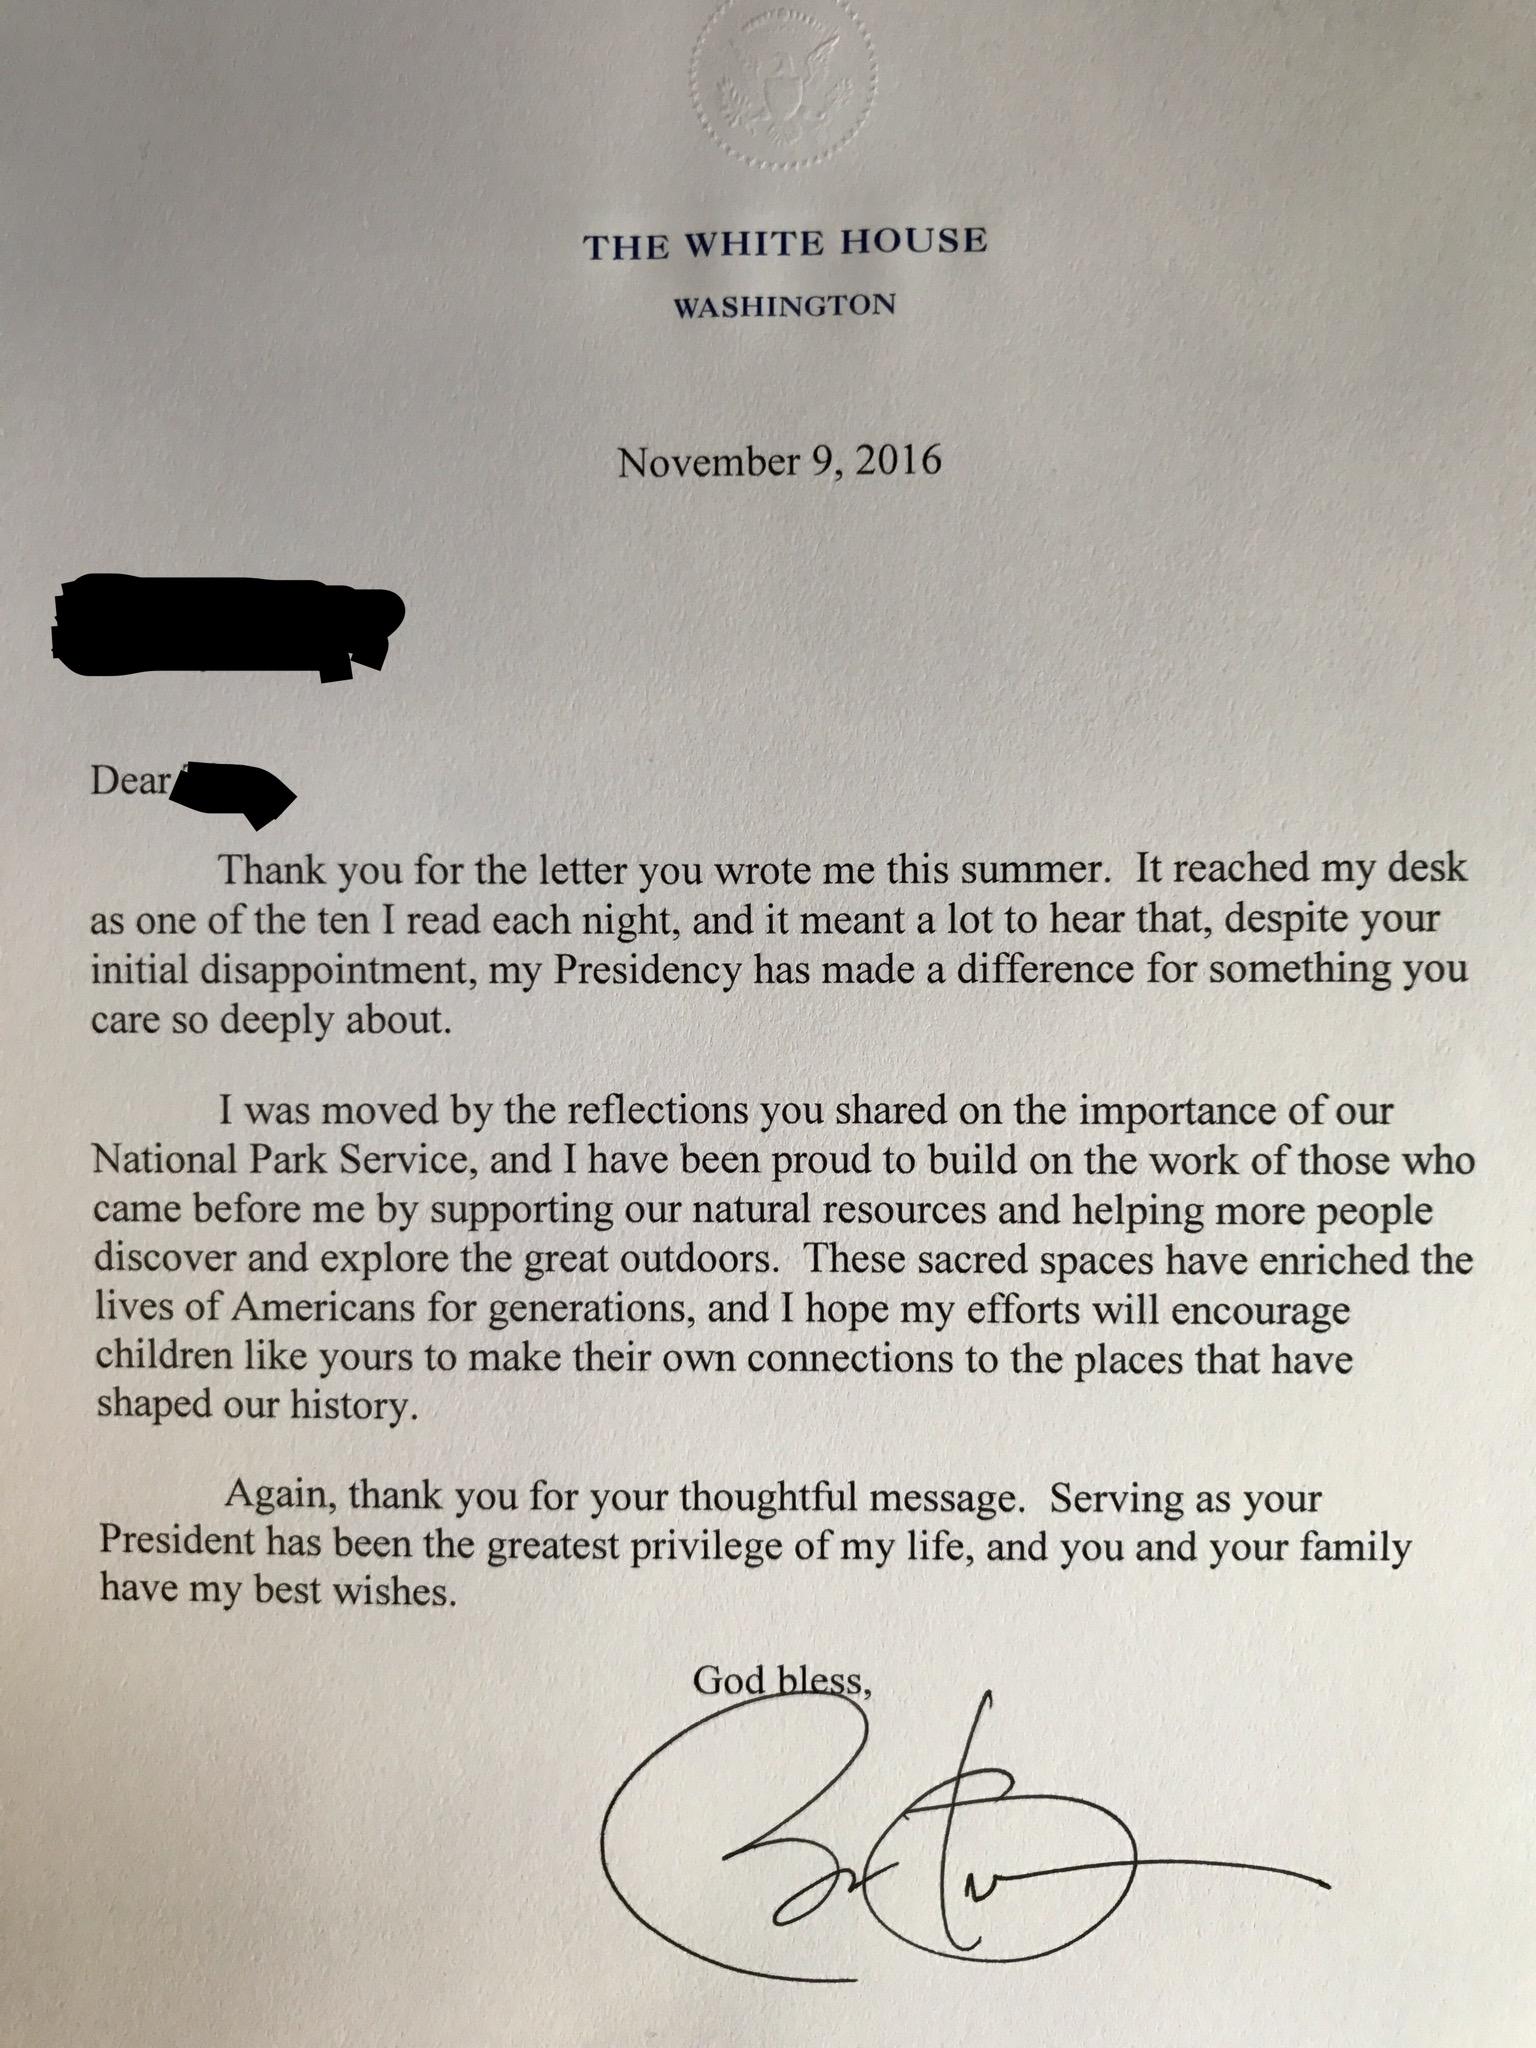 THE WHITE HOUSE
WASHINGTON
November 9, 2016
Dear
Thank you for the letter you wrote me this summer. It reached my desk
as one of the ten I read each night, and it meant a lot to hear that, despite your
initial disappointment, my Presidency has made a difference for something you
care so deeply about.
I was moved by the reflections you shared on the importance of our
National Park Service, and I have been proud to build on the work of those who
came before me by supporting our natural resources and helping more people
discover and explore the great outdoors. These sacred spaces have enriched the
lives of Americans for generations, and I hope my efforts will encourage
children like yours to make their own connections to the places that have
shaped our history.
Again, thank you for your thoughtful message. Serving as your
President has been the greatest privilege of my life, and you and your family
have my best wishes.
God bless,